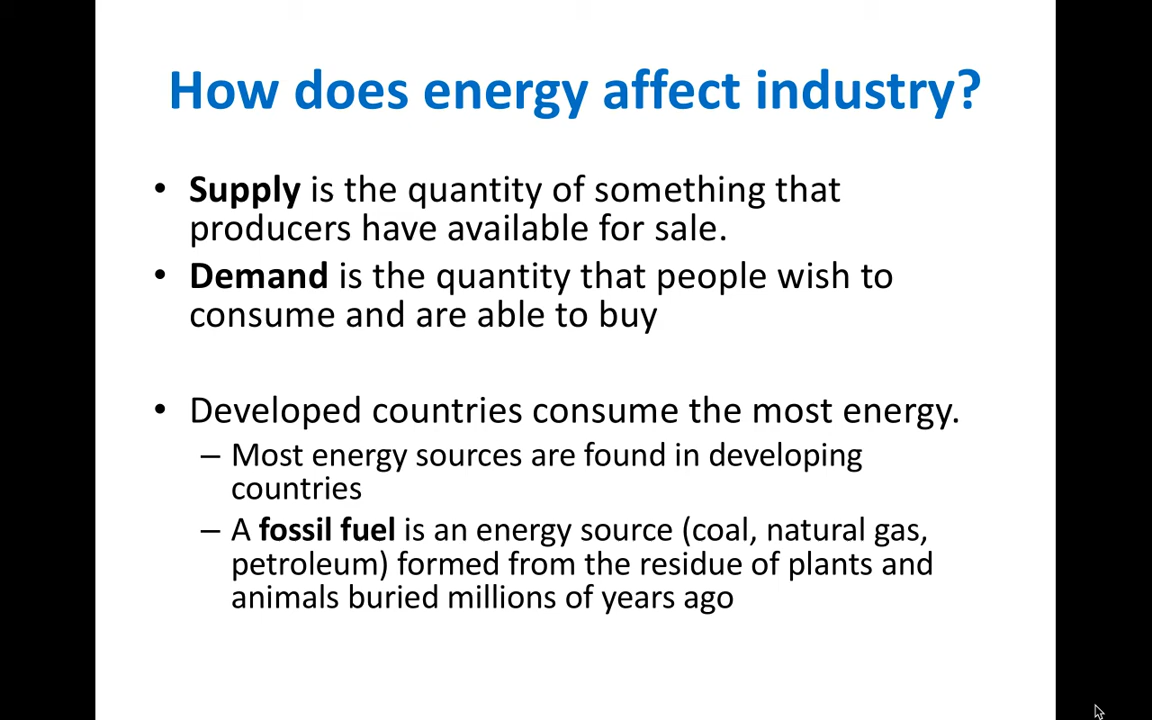 How does energy affect industry?
• Supply is the quantity of something that
producers have available for sale.
• Demand is the quantity that people wish to
consume and are able to buy
• Developed countries consume the most energy.
– Most energy sources are found in developing
countries
– A fossil fuel is an energy source (coal, natural gas,
petroleum) formed from the residue of plants and
animals buried millions of years ago